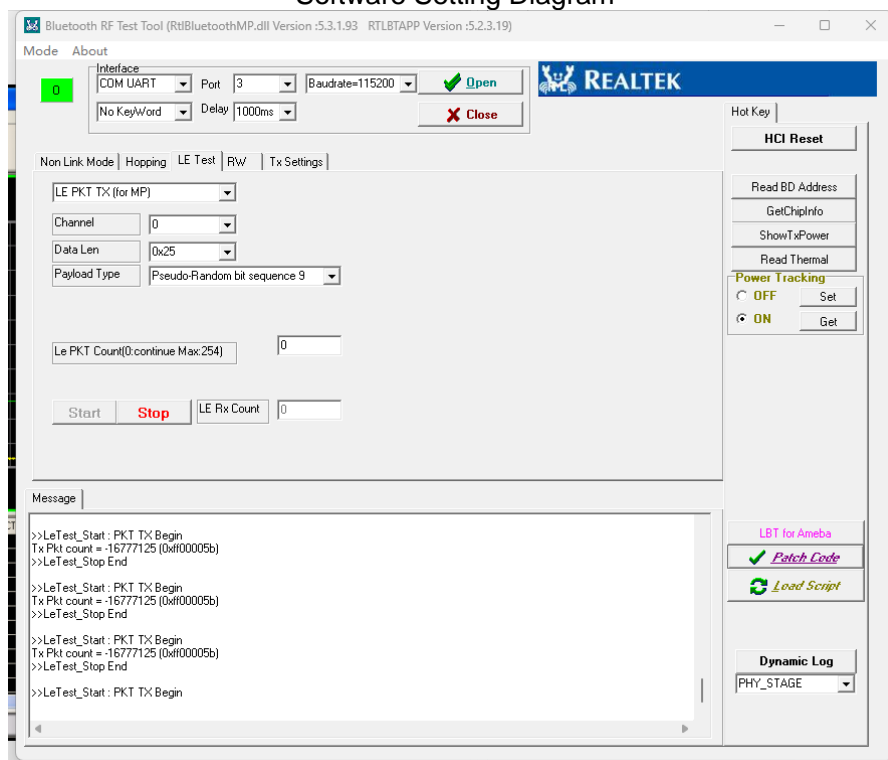 Software Setting Diagram
Bluetooth RF Test Tool (RtlBluetoothMP.dll Version :5.3.1.93 RTLBTAPP Version :5.2.3.19)
Mode About
Interface
0
COM UART Port 3 Baudrate=115200 Open
No KeyWord Delay 1000ms Close
REALTEK
Hot Key
HCI Reset
Non Link Mode Hopping LE Test RW Tx Settings
LE PKT TX (for MP)
Read BD Address
Channel 0
GetChipInfo
ShowTxPower
Data Len 0x25
Read Thermal
Payload Type Pseudo-Random bit sequence 9
Power Tracking
OFF Set
ON Get
Le PKT Count(0:continue Max:254) 0
Start Stop LE Rx Count 0
Message
>>LeTest_Start : PKT TX Begin
Tx Pkt count = -16777125 (0xff00005b)
>>LeTest_Stop End
>>LeTest_Start : PKT TX Begin
Tx Pkt count = -16777125 (0xff00005b)
>>LeTest_Stop End
>>LeTest_Start : PKT TX Begin
Tx Pkt count = -16777125 (0xff00005b)
>>LeTest_Stop End
>>LeTest_Start : PKT TX Begin
LBT for Ameba
Patch Code
Load Script
Dynamic Log
PHY_STAGE